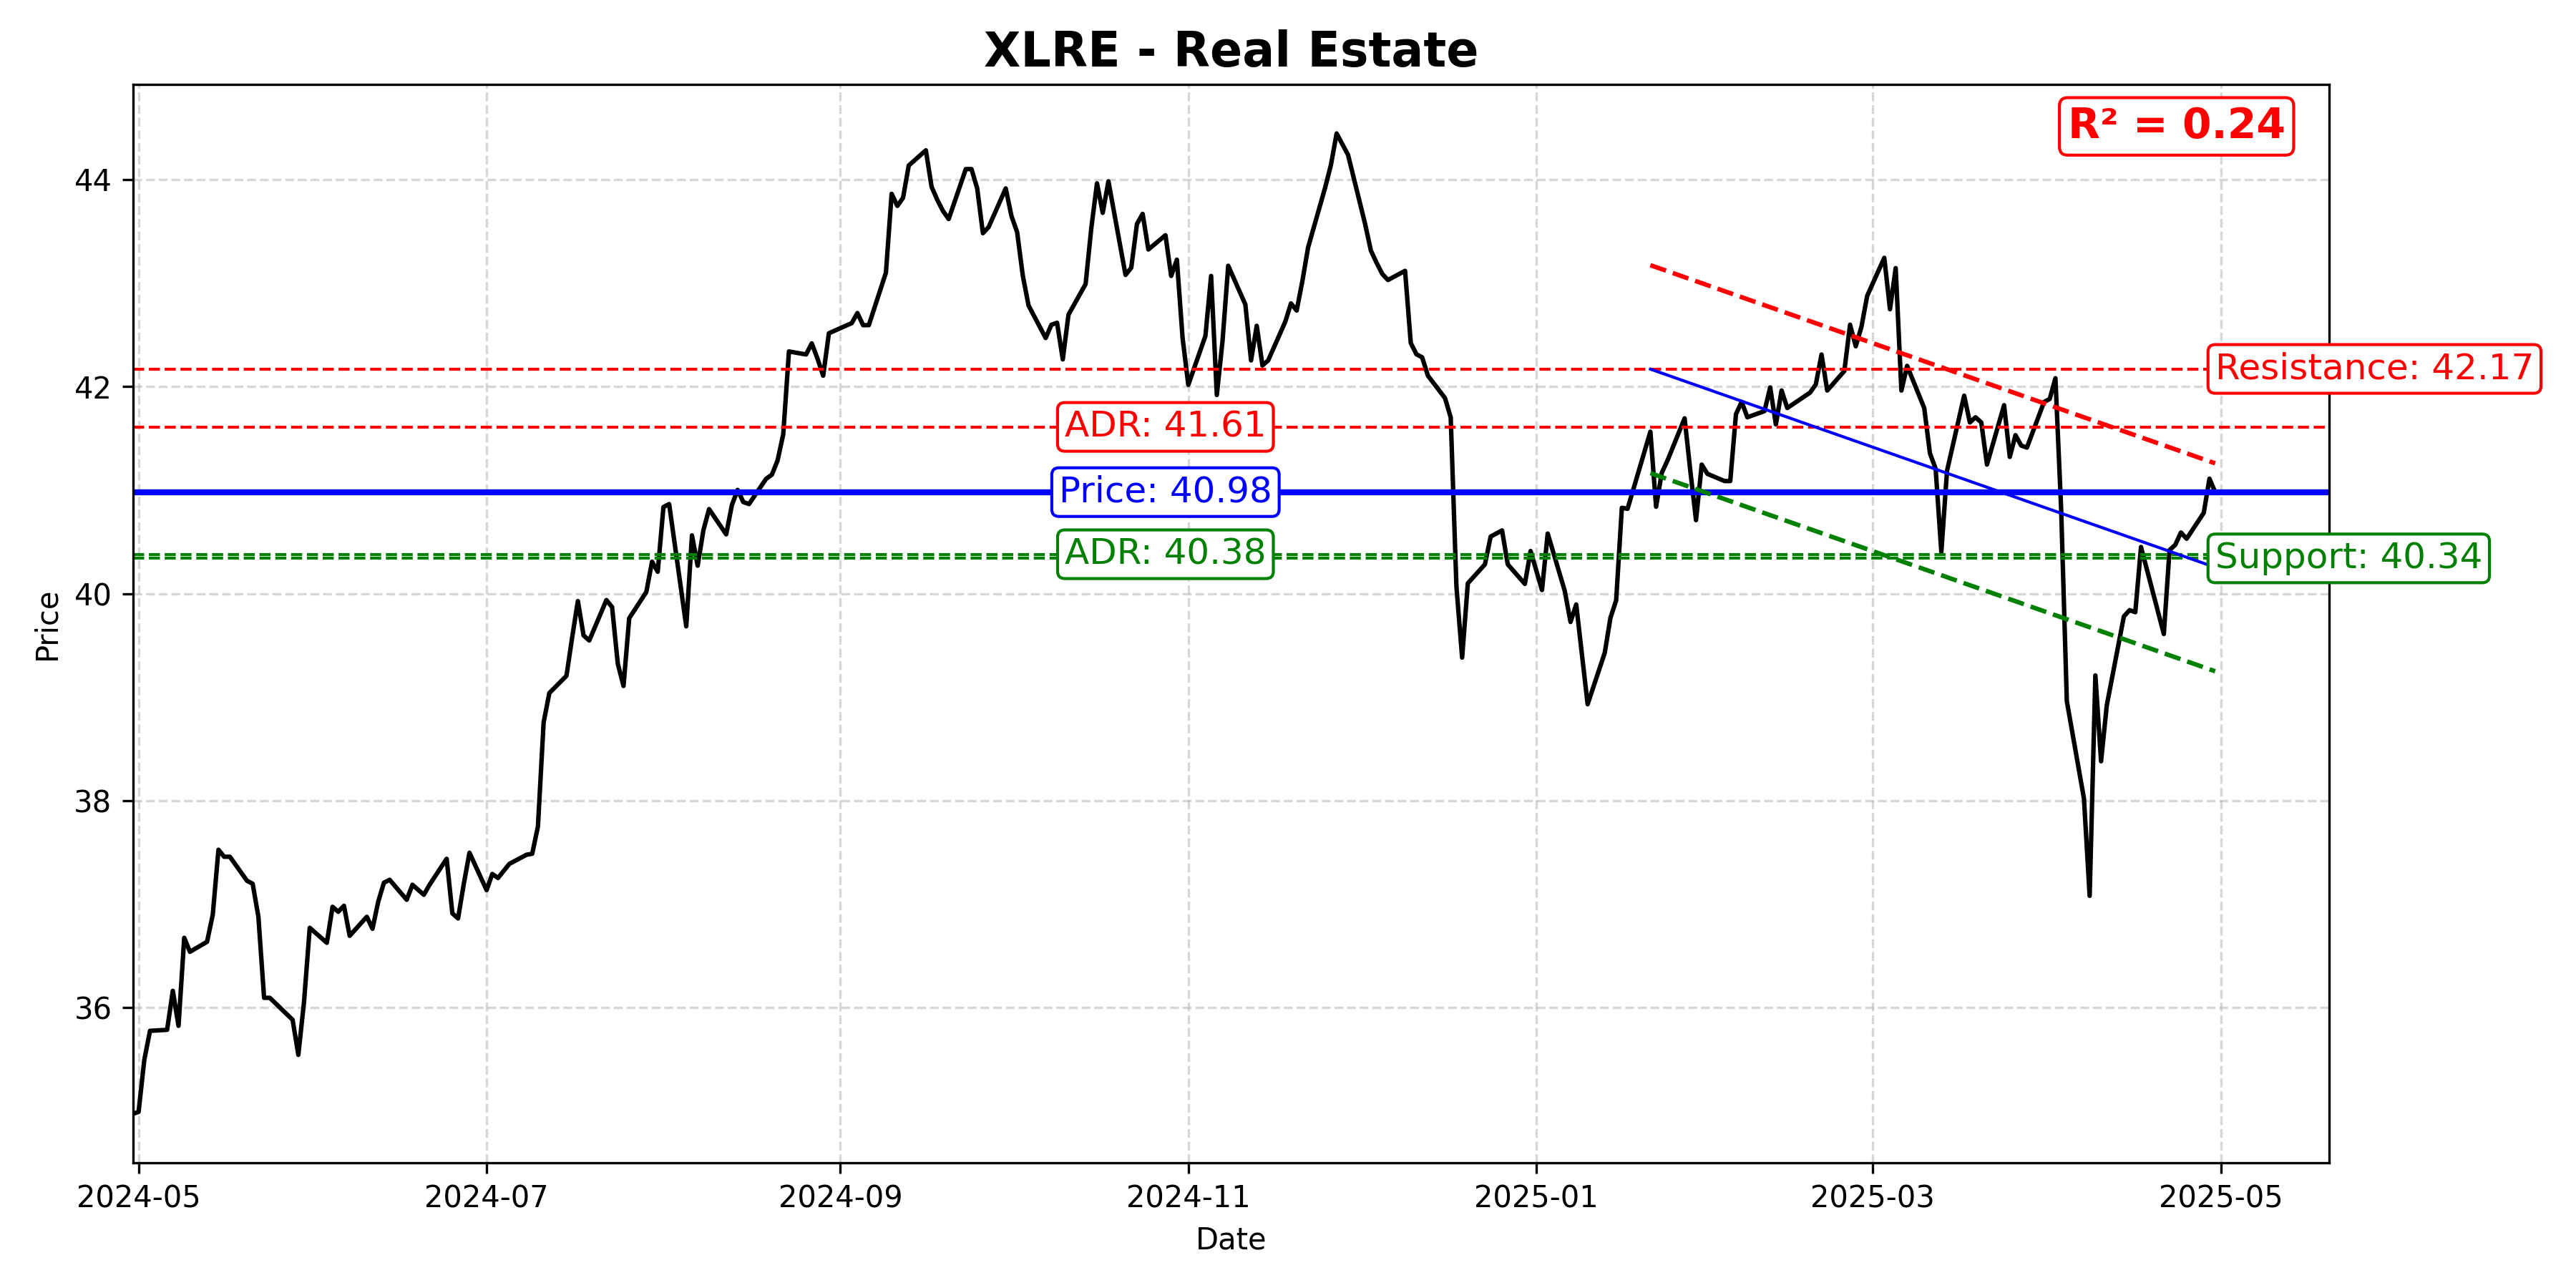 XLRE - Real Estate
R² = 0.24
44
42
40
38
36
Price
Resistance: 42.17
ADR: 41.61
Price: 40.98
ADR: 40.38
Support: 40.34
2024-05
2024-07
2024-09
2024-11
2025-01
2025-03
2025-05
Date